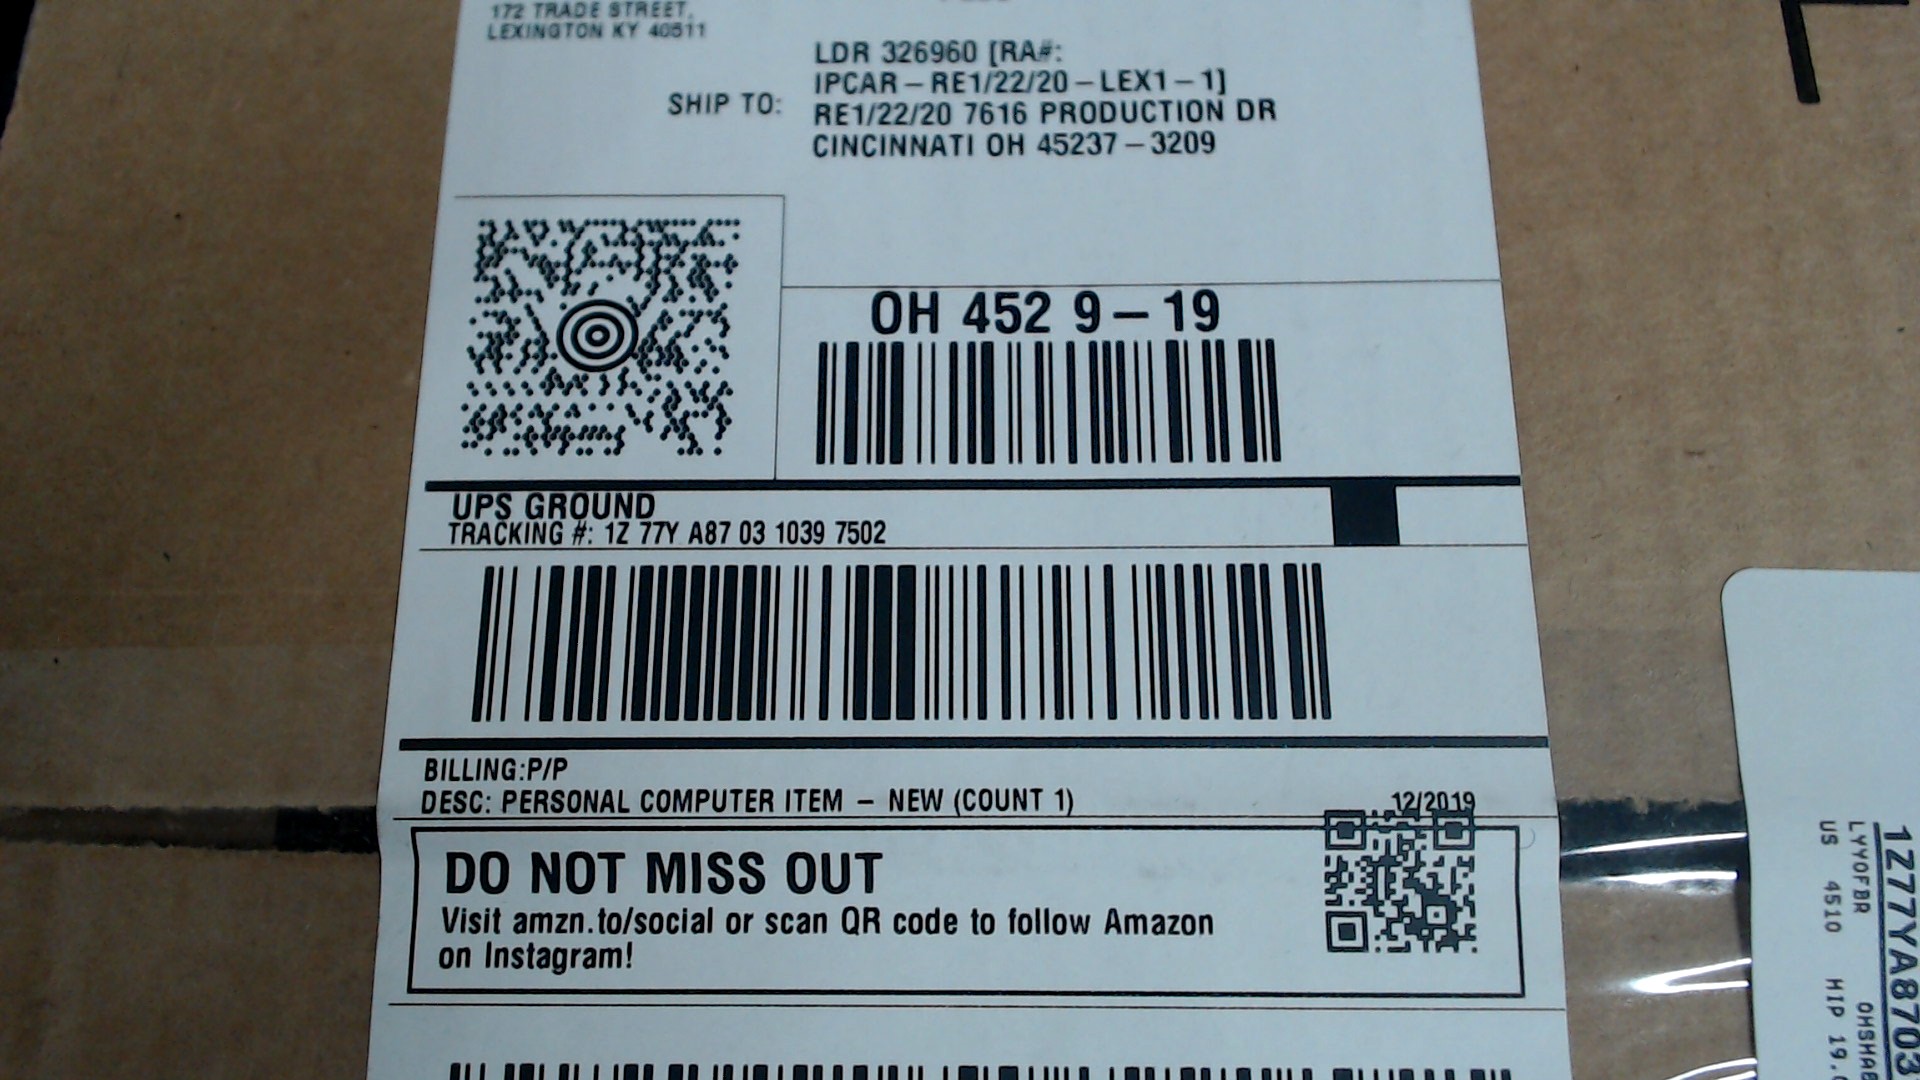 172 TRADE STREET,
LEXINGTON KY 40511
SHIP TO:
LDR 326960 [RA#:
IPCAR – RE1/22/20 – LEX1 – 1]
RE1/22/20 7616 PRODUCTION DR
CINCINNATI OH 45237 – 3209
OH 452 9 – 19
UPS GROUND
TRACKING #: 1Z 77Y A87 03 1039 7502
BILLING:P/P
DESC: PERSONAL COMPUTER ITEM – NEW (COUNT 1)
12/2019
DO NOT MISS OUT
Visit amzn.to/social or scan QR code to follow Amazon
on Instagram!
1Z77YA8703
LYYOFBR OHSHAB
US 4510 HIP 19.